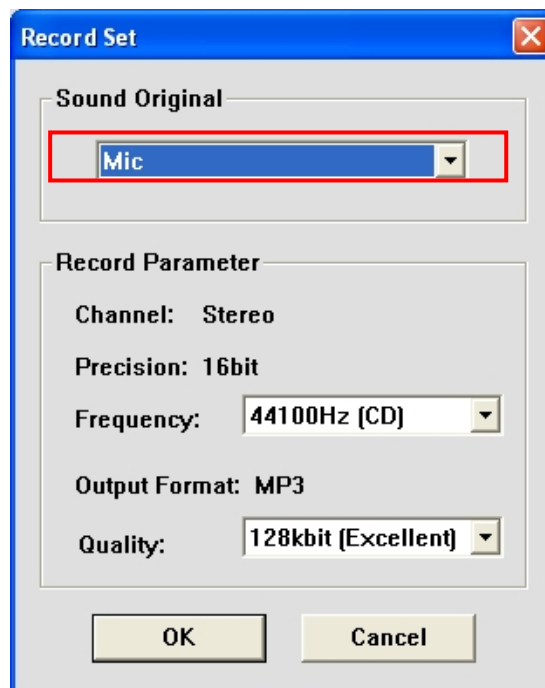 Record Set
Sound Original
Mic
Record Parameter
Channel: Stereo
Precision: 16bit
Frequency: 44100Hz (CD)
Output Format: MP3
Quality: 128kbit (Excellent)
OK Cancel